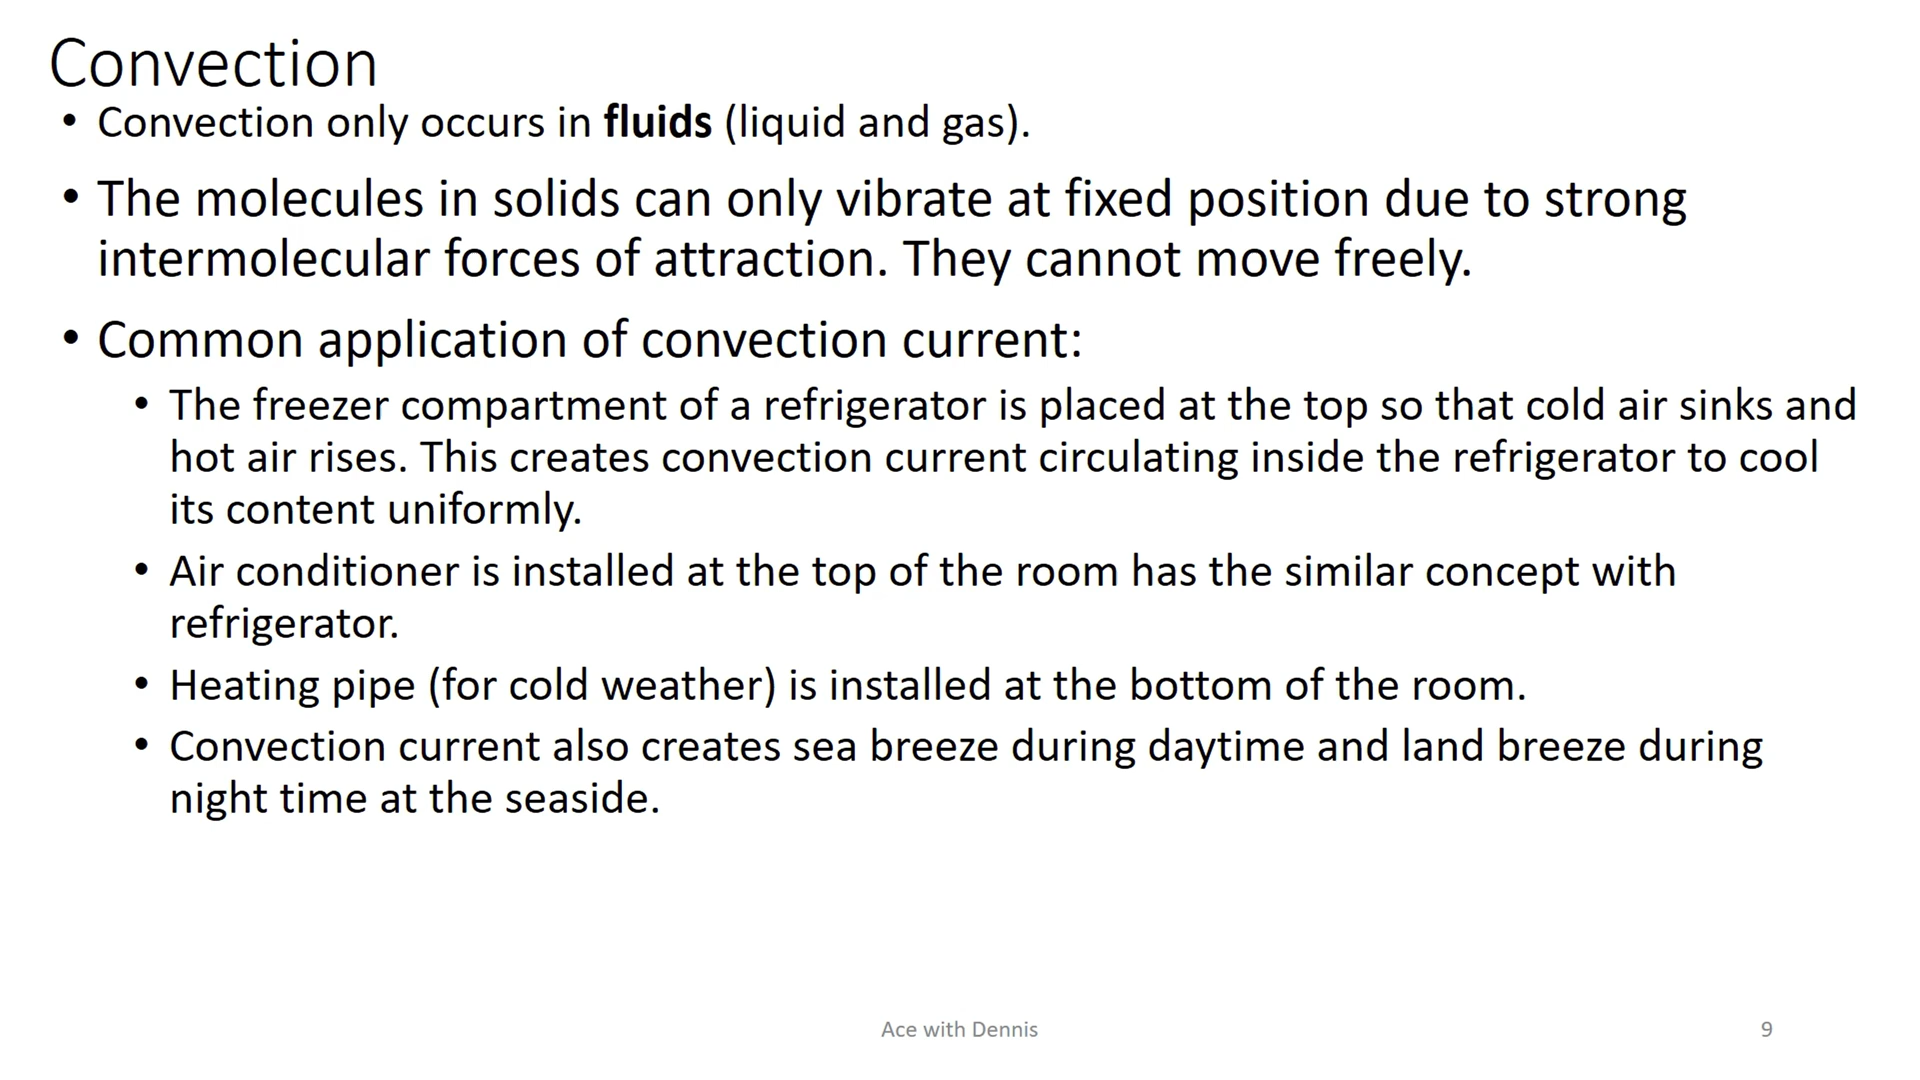 Convection
• Convection only occurs in fluids (liquid and gas).
• The molecules in solids can only vibrate at fixed position due to strong
intermolecular forces of attraction. They cannot move freely.
• Common application of convection current:
• The freezer compartment of a refrigerator is placed at the top so that cold air sinks and
hot air rises. This creates convection current circulating inside the refrigerator to cool
its content uniformly.
• Air conditioner is installed at the top of the room has the similar concept with
refrigerator.
• Heating pipe (for cold weather) is installed at the bottom of the room.
• Convection current also creates sea breeze during daytime and land breeze during
night time at the seaside.
Ace with Dennis
9